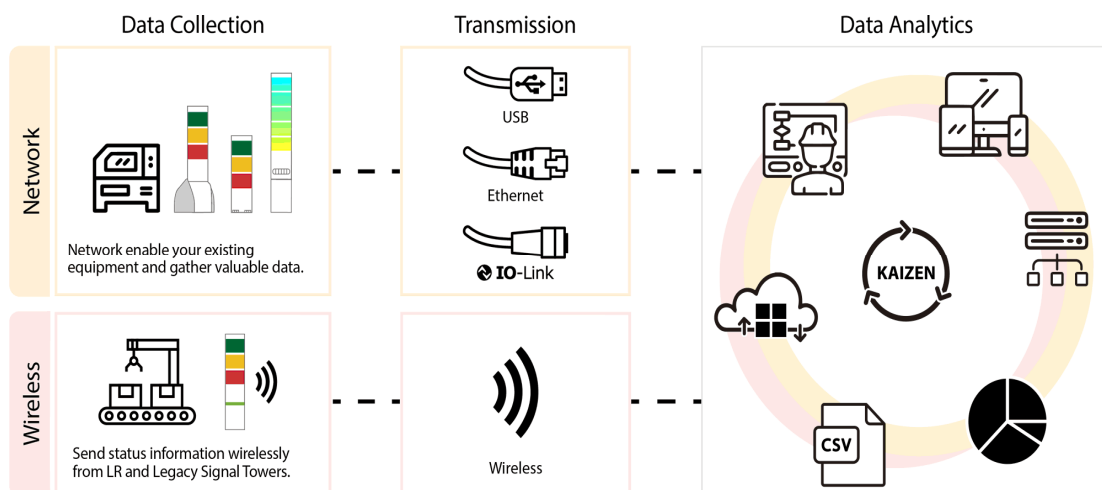 Data Collection
Transmission
Data Analytics
Network
Network enable your existing
equipment and gather valuable data.
USB
Ethernet
IO-Link
KAIZEN
CSV
Wireless
Send status information wirelessly
from LR and Legacy Signal Towers.
Wireless